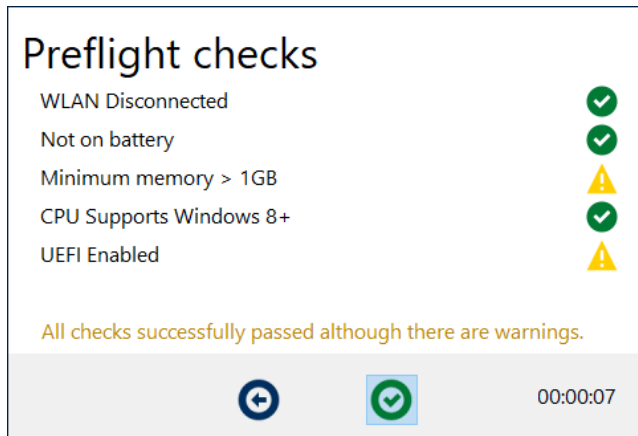 Preflight checks
WLAN Disconnected
Not on battery
Minimum memory > 1GB
CPU Supports Windows 8+
UEFI Enabled
All checks successfully passed although there are warnings.
00:00:07